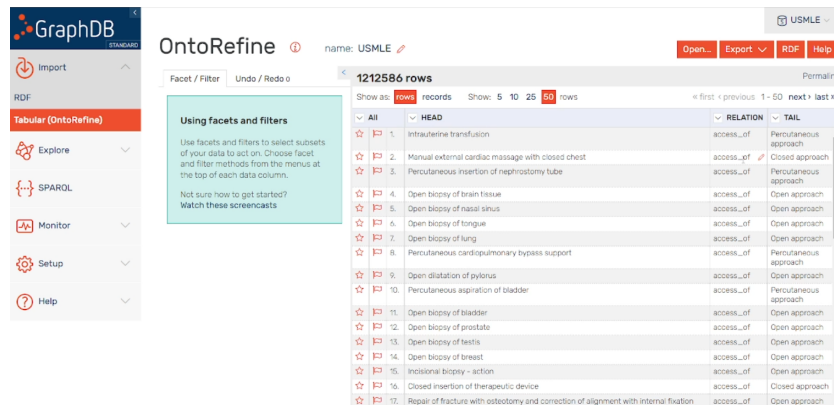 GraphDB
STANDARD
USMLE
OntoRefine
name: USMLE
Open...
Export
RDF
Help
Import
RDF
Tabular (OntoRefine)
Explore
SPARQL
Monitor
Setup
Help
Facet / Filter
Undo / Redo 0
Using facets and filters
Use facets and filters to select subsets
of your data to act on. Choose facet
and filter methods from the menus at
the top of each data column.
Not sure how to get started?
Watch these screencasts
1212586 rows
Permalin
Show as: rows records Show: 5 10 25 50 rows
« first ‹ previous 1 - 50 next › last »
All HEAD RELATION TAIL
1. Intrauterine transfusion access_of Percutaneous
approach
2. Manual external cardiac massage with closed chest access_of Closed approach
3. Percutaneous insertion of nephrostomy tube access_of Percutaneous
approach
4. Open biopsy of brain tissue access_of Open approach
5. Open biopsy of nasal sinus access_of Open approach
6. Open biopsy of tongue access_of Open approach
7. Open biopsy of lung access_of Open approach
8. Percutaneous cardiopulmonary bypass support access_of Percutaneous
approach
9. Open dilatation of pylorus access_of Open approach
10. Percutaneous aspiration of bladder access_of Percutaneous
approach
11. Open biopsy of bladder access_of Open approach
12. Open biopsy of prostate access_of Open approach
13. Open biopsy of testis access_of Open approach
14. Open biopsy of breast access_of Open approach
15. Incisional biopsy - action access_of Open approach
16. Closed insertion of therapeutic device access_of Closed approach
17. Repair of fracture with osteotomy and correction of alignment with internal fixation access_of Open approach